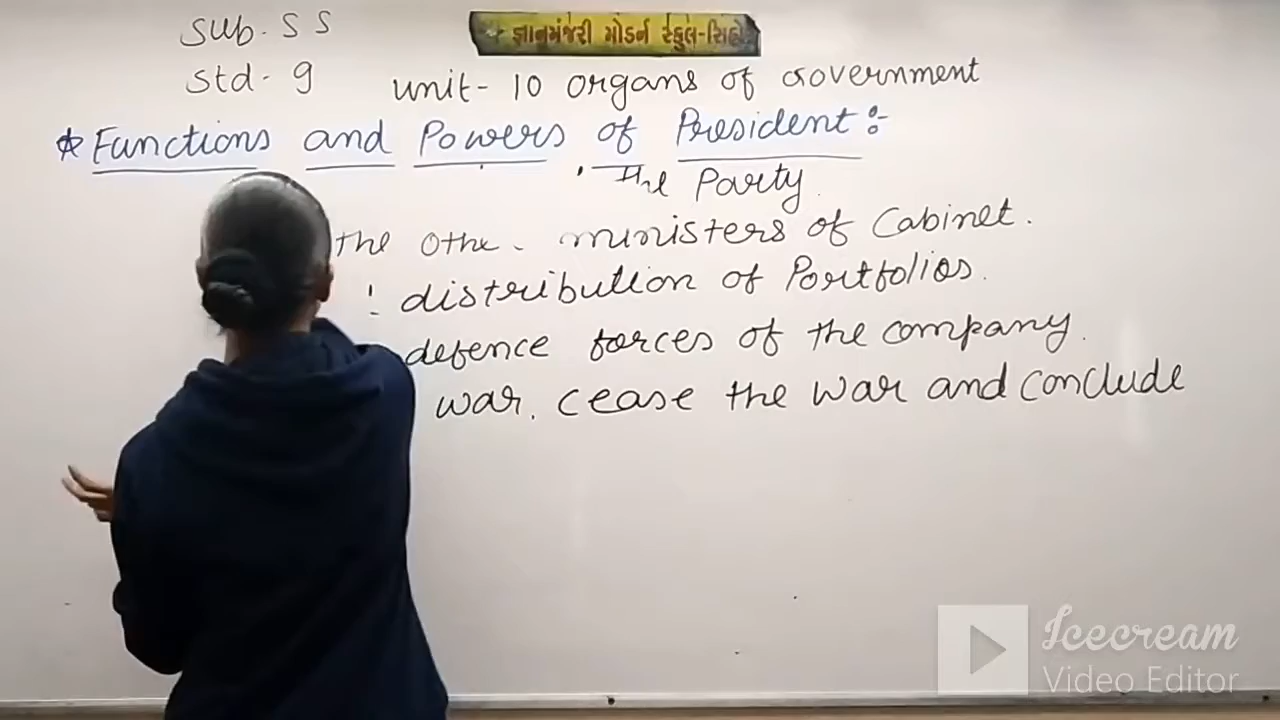 Sub. S S
જ્ઞાનમંજરી મોડર્ન સ્કુલ-સિહો
Std- 9 unit- 10 organs of Government
* Functions and Powers of President :-
the Party
the Othe ministers of Cabinet.
distribution of Portfolios.
defence forces of the company.
war, cease the war and conclude
Icecream
Video Editor